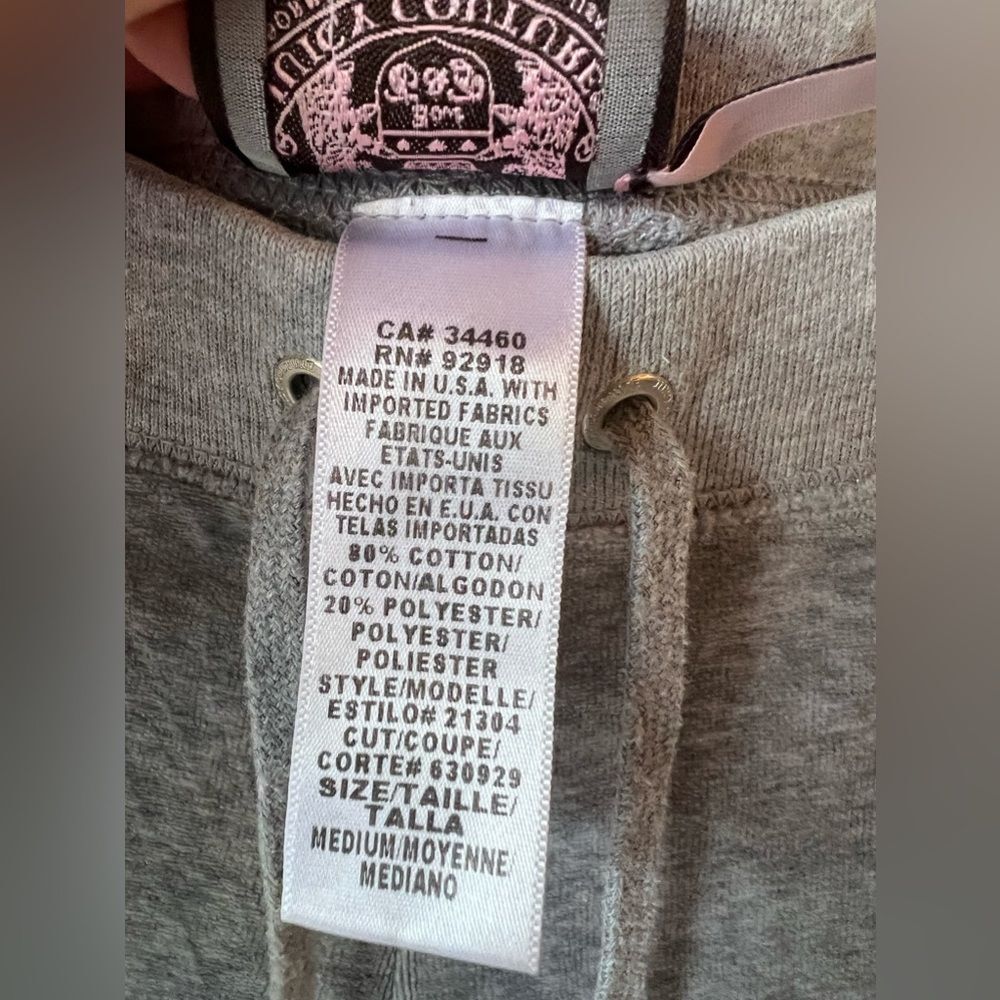 JUICY COUTURE
CA# 34460
RN# 92918
MADE IN U.S.A. WITH
IMPORTED FABRICS
FABRIQUE AUX
ETATS-UNIS
AVEC IMPORTA TISSU
HECHO EN E.U.A. CON
TELAS IMPORTADAS
80% COTTON/
COTON/ALGODON
20% POLYESTER/
POLYESTER/
POLIESTER
STYLE/MODELLE/
ESTILO# 21304
CUT/COUPE/
CORTE# 630929
SIZE/TAILLE/
TALLA
MEDIUM/MOYENNE
MEDIANO